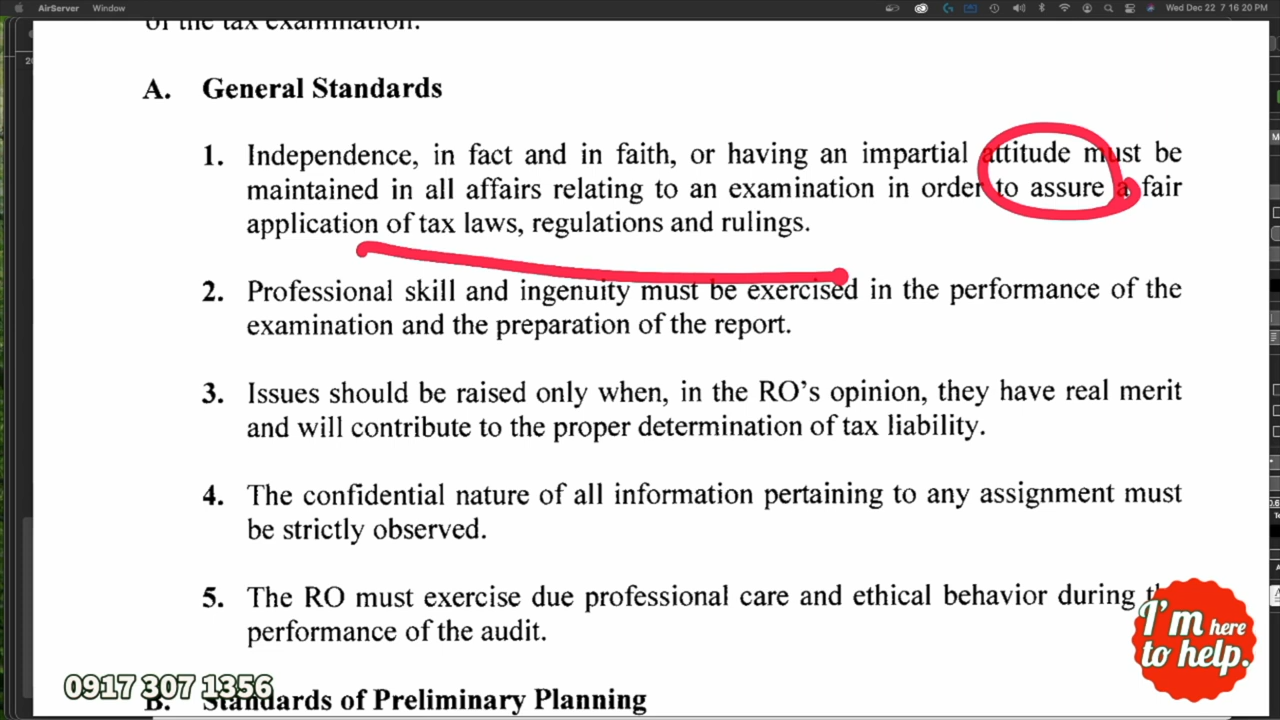 AirServer Window Wed Dec 22 7 16 20 PM
of the tax examination.
A. General Standards
1. Independence, in fact and in faith, or having an impartial attitude must be
maintained in all affairs relating to an examination in order to assure a fair
application of tax laws, regulations and rulings.
2. Professional skill and ingenuity must be exercised in the performance of the
examination and the preparation of the report.
3. Issues should be raised only when, in the RO's opinion, they have real merit
and will contribute to the proper determination of tax liability.
4. The confidential nature of all information pertaining to any assignment must
be strictly observed.
5. The RO must exercise due professional care and ethical behavior during
performance of the audit.
I'm here
to help.
0917 307 1356
B. Standards of Preliminary Planning